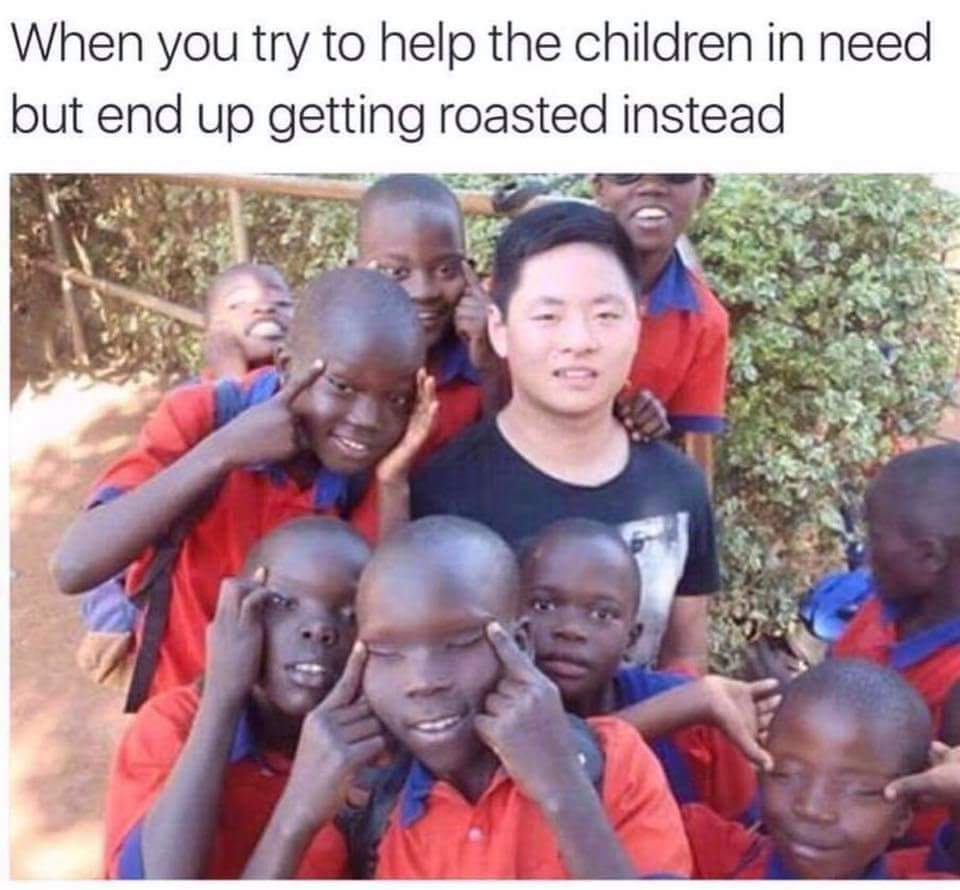 When you try to help the children in need
but end up getting roasted instead